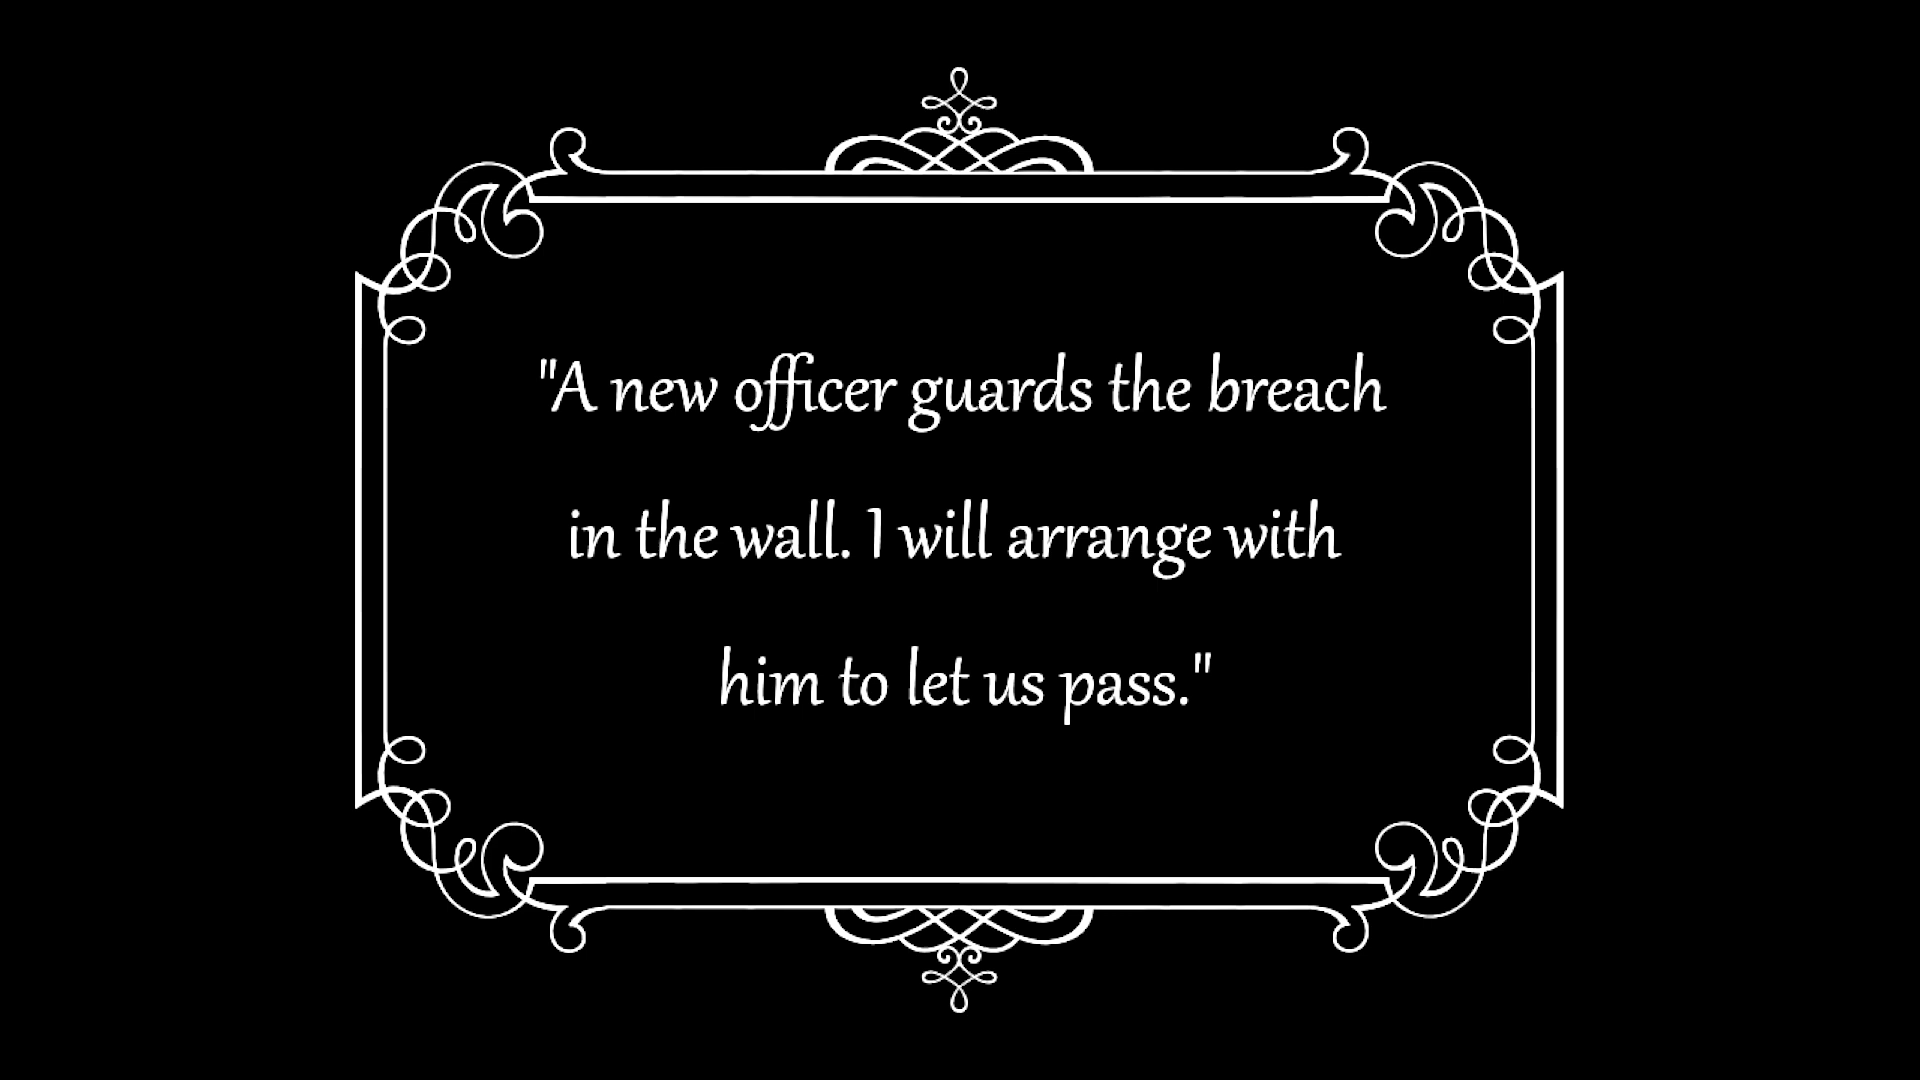 "A new officer guards the breach
in the wall. I will arrange with
him to let us pass."